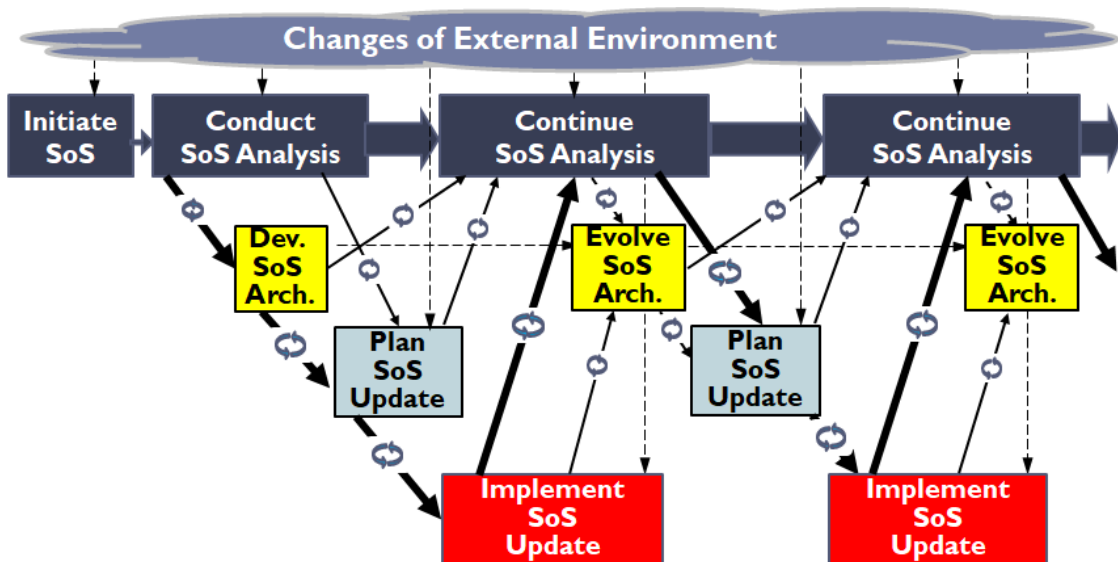 Changes of External Environment
Initiate
SoS
Conduct
SoS Analysis
Continue
SoS Analysis
Continue
SoS Analysis
Dev.
SoS
Arch.
Evolve
SoS
Arch.
Evolve
SoS
Arch.
Plan
SoS
Update
Plan
SoS
Update
Implement
SoS
Update
Implement
SoS
Update